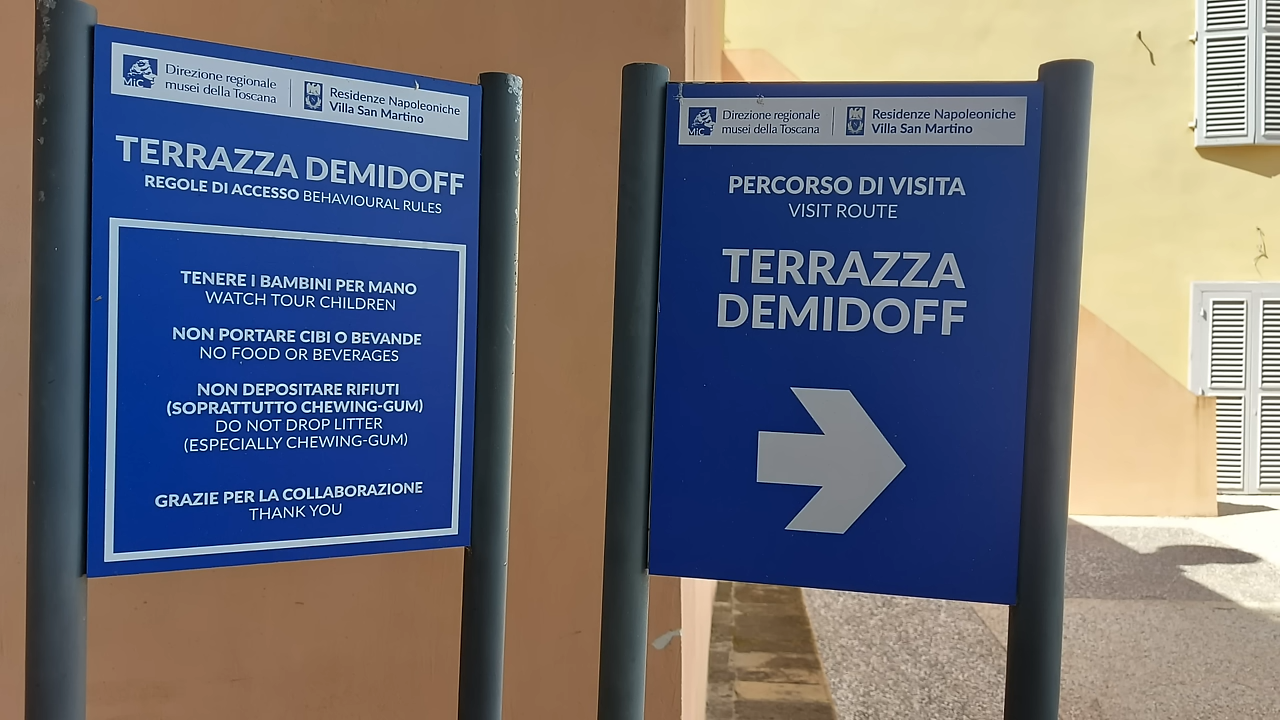 MiC
Direzione regionale
musei della Toscana
Residenze Napoleoniche
Villa San Martino
TERRAZZA DEMIDOFF
REGOLE DI ACCESSO BEHAVIOURAL RULES
TENERE I BAMBINI PER MANO
WATCH TOUR CHILDREN
NON PORTARE CIBI O BEVANDE
NO FOOD OR BEVERAGES
NON DEPOSITARE RIFIUTI
(SOPRATTUTTO CHEWING-GUM)
DO NOT DROP LITTER
(ESPECIALLY CHEWING-GUM)
GRAZIE PER LA COLLABORAZIONE
THANK YOU
MiC
Direzione regionale
musei della Toscana
Residenze Napoleoniche
Villa San Martino
PERCORSO DI VISITA
VISIT ROUTE
TERRAZZA
DEMIDOFF